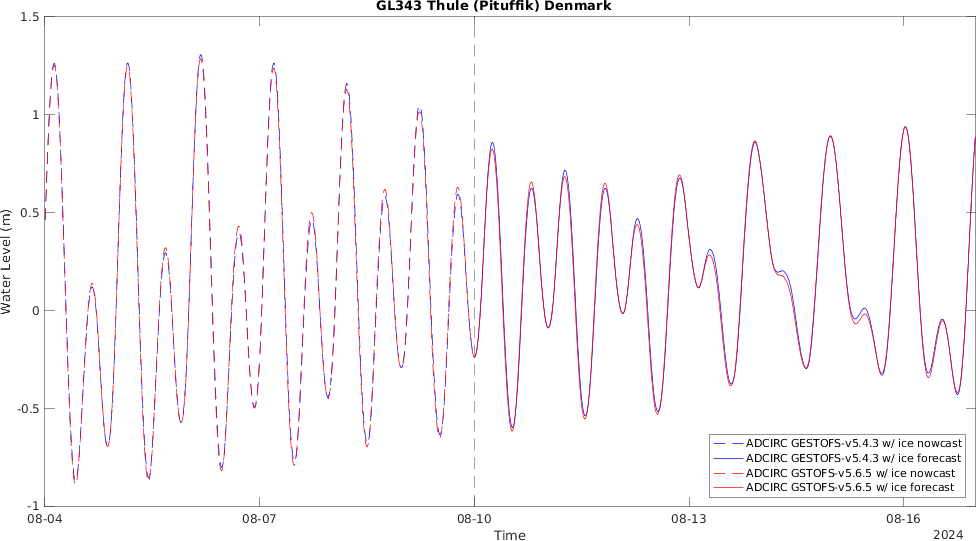 GL343 Thule (Pituffik) Denmark
1.5
1
0.5
0
-0.5
-1
Water Level (m)
08-04
08-07
08-10
08-13
08-16
Time
2024
ADCIRC GESTOFS-v5.4.3 w/ ice nowcast
ADCIRC GESTOFS-v5.4.3 w/ ice forecast
ADCIRC GSTOFS-v5.6.5 w/ ice nowcast
ADCIRC GSTOFS-v5.6.5 w/ ice forecast